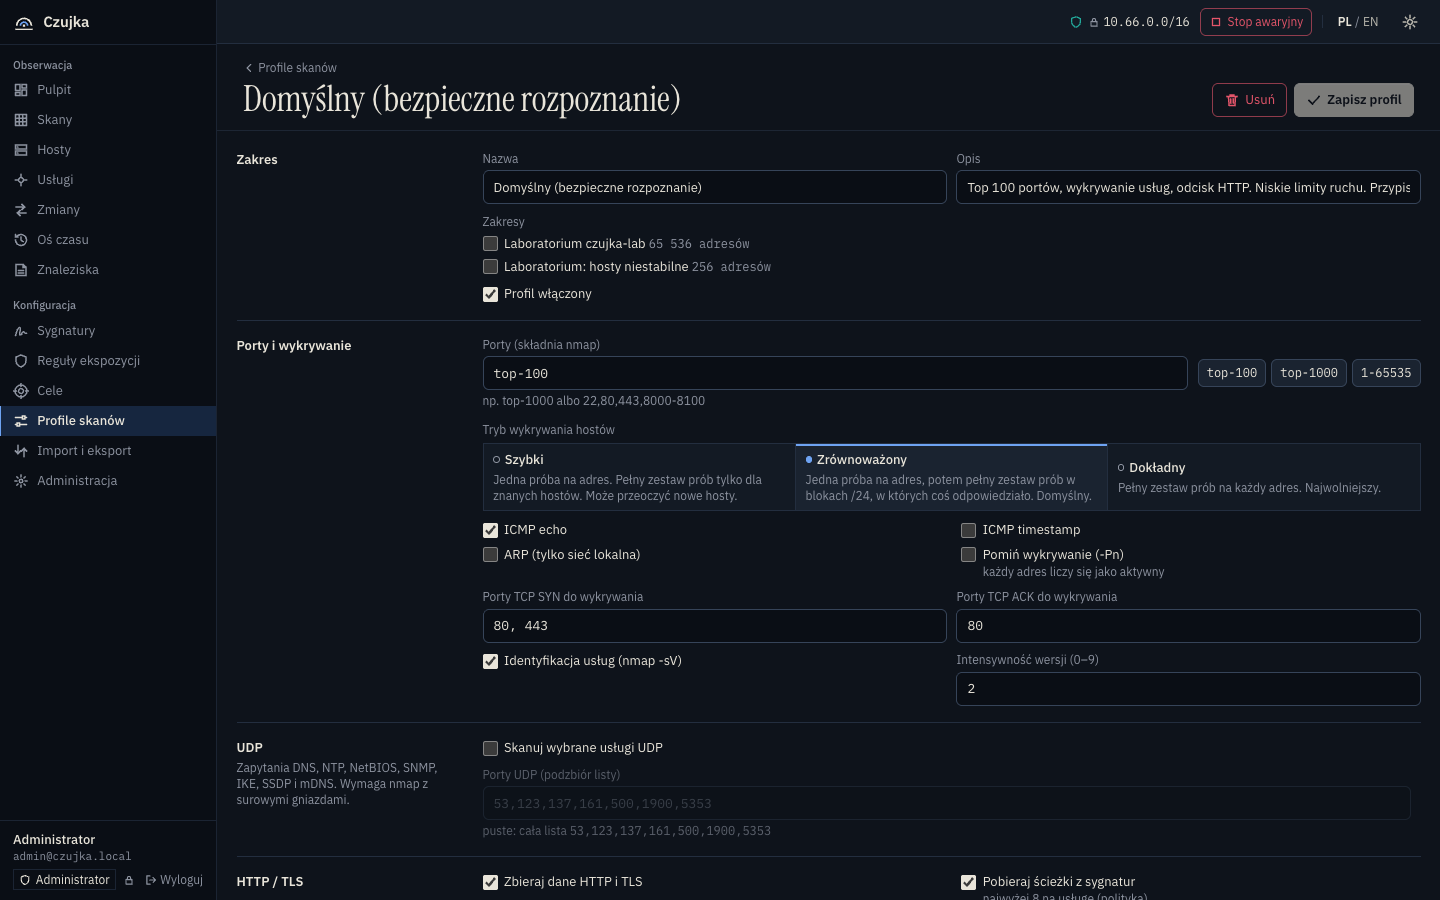 Czujka
10.66.0.0/16
Stop awaryjny
PL / EN
Obserwacja
Pulpit
Skany
Hosty
Usługi
Zmiany
Oś czasu
Znaleziska
Konfiguracja
Sygnatury
Reguły ekspozycji
Cele
Profile skanów
Import i eksport
Administracja
Administrator
admin@czujka.local
Administrator
Wyloguj
Profile skanów
Domyślny (bezpieczne rozpoznanie)
Usuń
Zapisz profil
Zakres
Nazwa
Domyślny (bezpieczne rozpoznanie)
Opis
Top 100 portów, wykrywanie usług, odcisk HTTP. Niskie limity ruchu. Przypis
Zakresy
Laboratorium czujka-lab 65 536 adresów
Laboratorium: hosty niestabilne 256 adresów
Profil włączony
Porty i wykrywanie
Porty (składnia nmap)
top-100
top-100
top-1000
1-65535
np. top-1000 albo 22,80,443,8000-8100
Tryb wykrywania hostów
Szybki
Jedna próba na adres. Pełny zestaw prób tylko dla
znanych hostów. Może przeoczyć nowe hosty.
Zrównoważony
Jedna próba na adres, potem pełny zestaw prób w
blokach /24, w których coś odpowiedziało. Domyślny.
Dokładny
Pełny zestaw prób na każdy adres. Najwolniejszy.
ICMP echo
ICMP timestamp
ARP (tylko sieć lokalna)
Pomiń wykrywanie (-Pn)
każdy adres liczy się jako aktywny
Porty TCP SYN do wykrywania
80, 443
Porty TCP ACK do wykrywania
80
Identyfikacja usług (nmap -sV)
Intensywność wersji (0–9)
2
UDP
Zapytania DNS, NTP, NetBIOS, SNMP,
IKE, SSDP i mDNS. Wymaga nmap z
surowymi gniazdami.
Skanuj wybrane usługi UDP
Porty UDP (podzbiór listy)
53,123,137,161,500,1900,5353
puste: cała lista 53,123,137,161,500,1900,5353
HTTP / TLS
Zbieraj dane HTTP i TLS
Pobieraj ścieżki z sygnatur
najwyżej 8 na usługę (polityka)